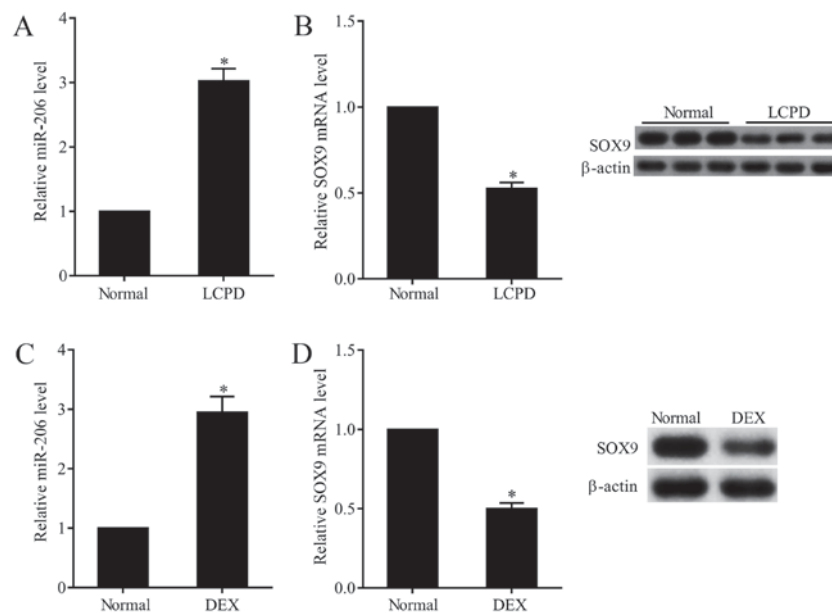 A
Relative miR-206 level
4
3
2
1
0
*
Normal
LCPD
B
Relative SOX9 mRNA level
1.5
1.0
0.5
0.0
*
Normal
LCPD
Normal
LCPD
SOX9
β-actin
C
Relative miR-206 level
4
3
2
1
0
*
Normal
DEX
D
Relative SOX9 mRNA level
1.5
1.0
0.5
0.0
*
Normal
DEX
Normal
DEX
SOX9
β-actin